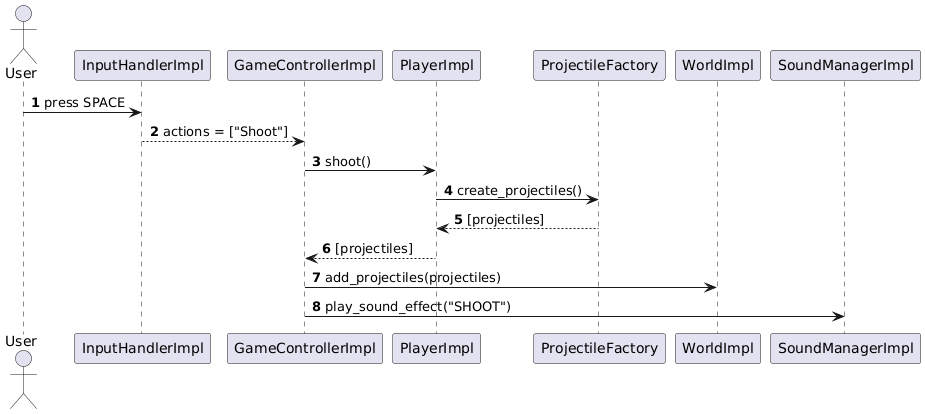 User
InputHandlerImpl
GameControllerImpl
PlayerImpl
ProjectileFactory
WorldImpl
SoundManagerImpl
1 press SPACE
2 actions = ["Shoot"]
3 shoot()
4 create_projectiles()
5 [projectiles]
6 [projectiles]
7 add_projectiles(projectiles)
8 play_sound_effect("SHOOT")
User
InputHandlerImpl
GameControllerImpl
PlayerImpl
ProjectileFactory
WorldImpl
SoundManagerImpl